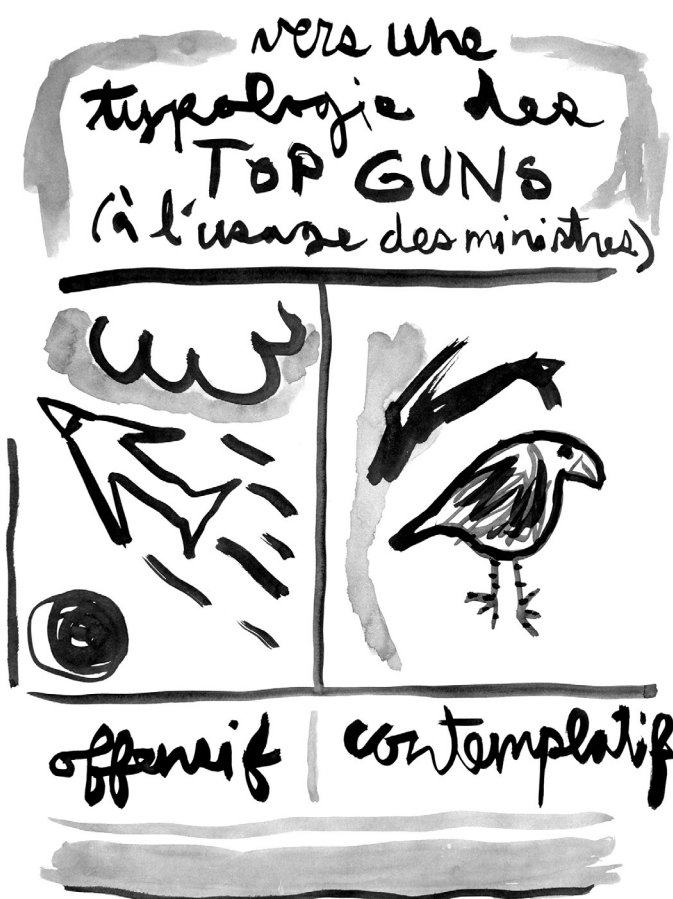 vers une
typologie des
TOP GUNS
(à l'usage des ministres)
offensif
contemplatif